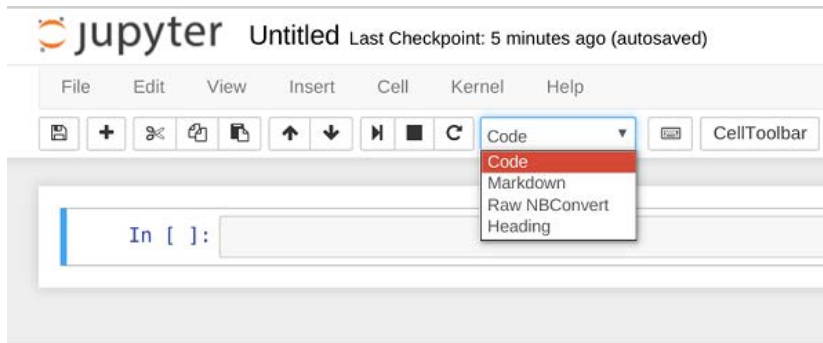 jupyter Untitled Last Checkpoint: 5 minutes ago (autosaved)
File Edit View Insert Cell Kernel Help
Code CellToolbar
Code
Markdown
Raw NBConvert
Heading
In [ ]: